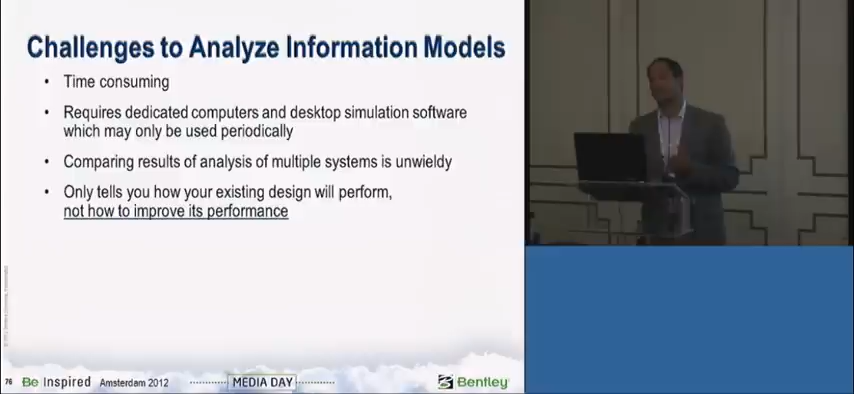 Challenges to Analyze Information Models
• Time consuming
• Requires dedicated computers and desktop simulation software
which may only be used periodically
• Comparing results of analysis of multiple systems is unwieldy
• Only tells you how your existing design will perform,
not how to improve its performance
76 Be Inspired Amsterdam 2012 MEDIA DAY Bentley